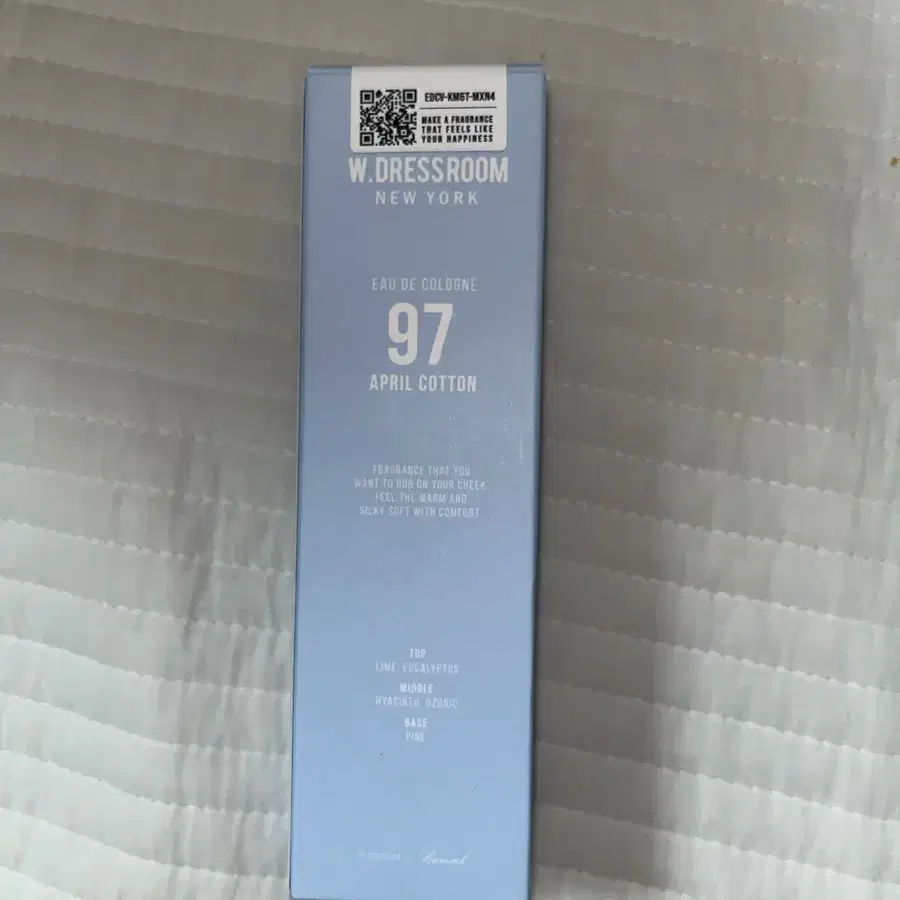 EDCV-KM6T-MXN4
MAKE A FRAGRANCE
THAT FEELS LIKE
YOUR HAPPINESS
W.DRESSROOM
NEW YORK
EAU DE COLOGNE
97
APRIL COTTON
FRAGRANCE THAT YOU
WANT TO RUB ON YOUR CHEEK
FEEL THE WARM AND
SILKY SOFT WITH COMFORT
TOP
LIME, EUCALYPTUS
MIDDLE
HYACINTH, OZONIC
BASE
PINE